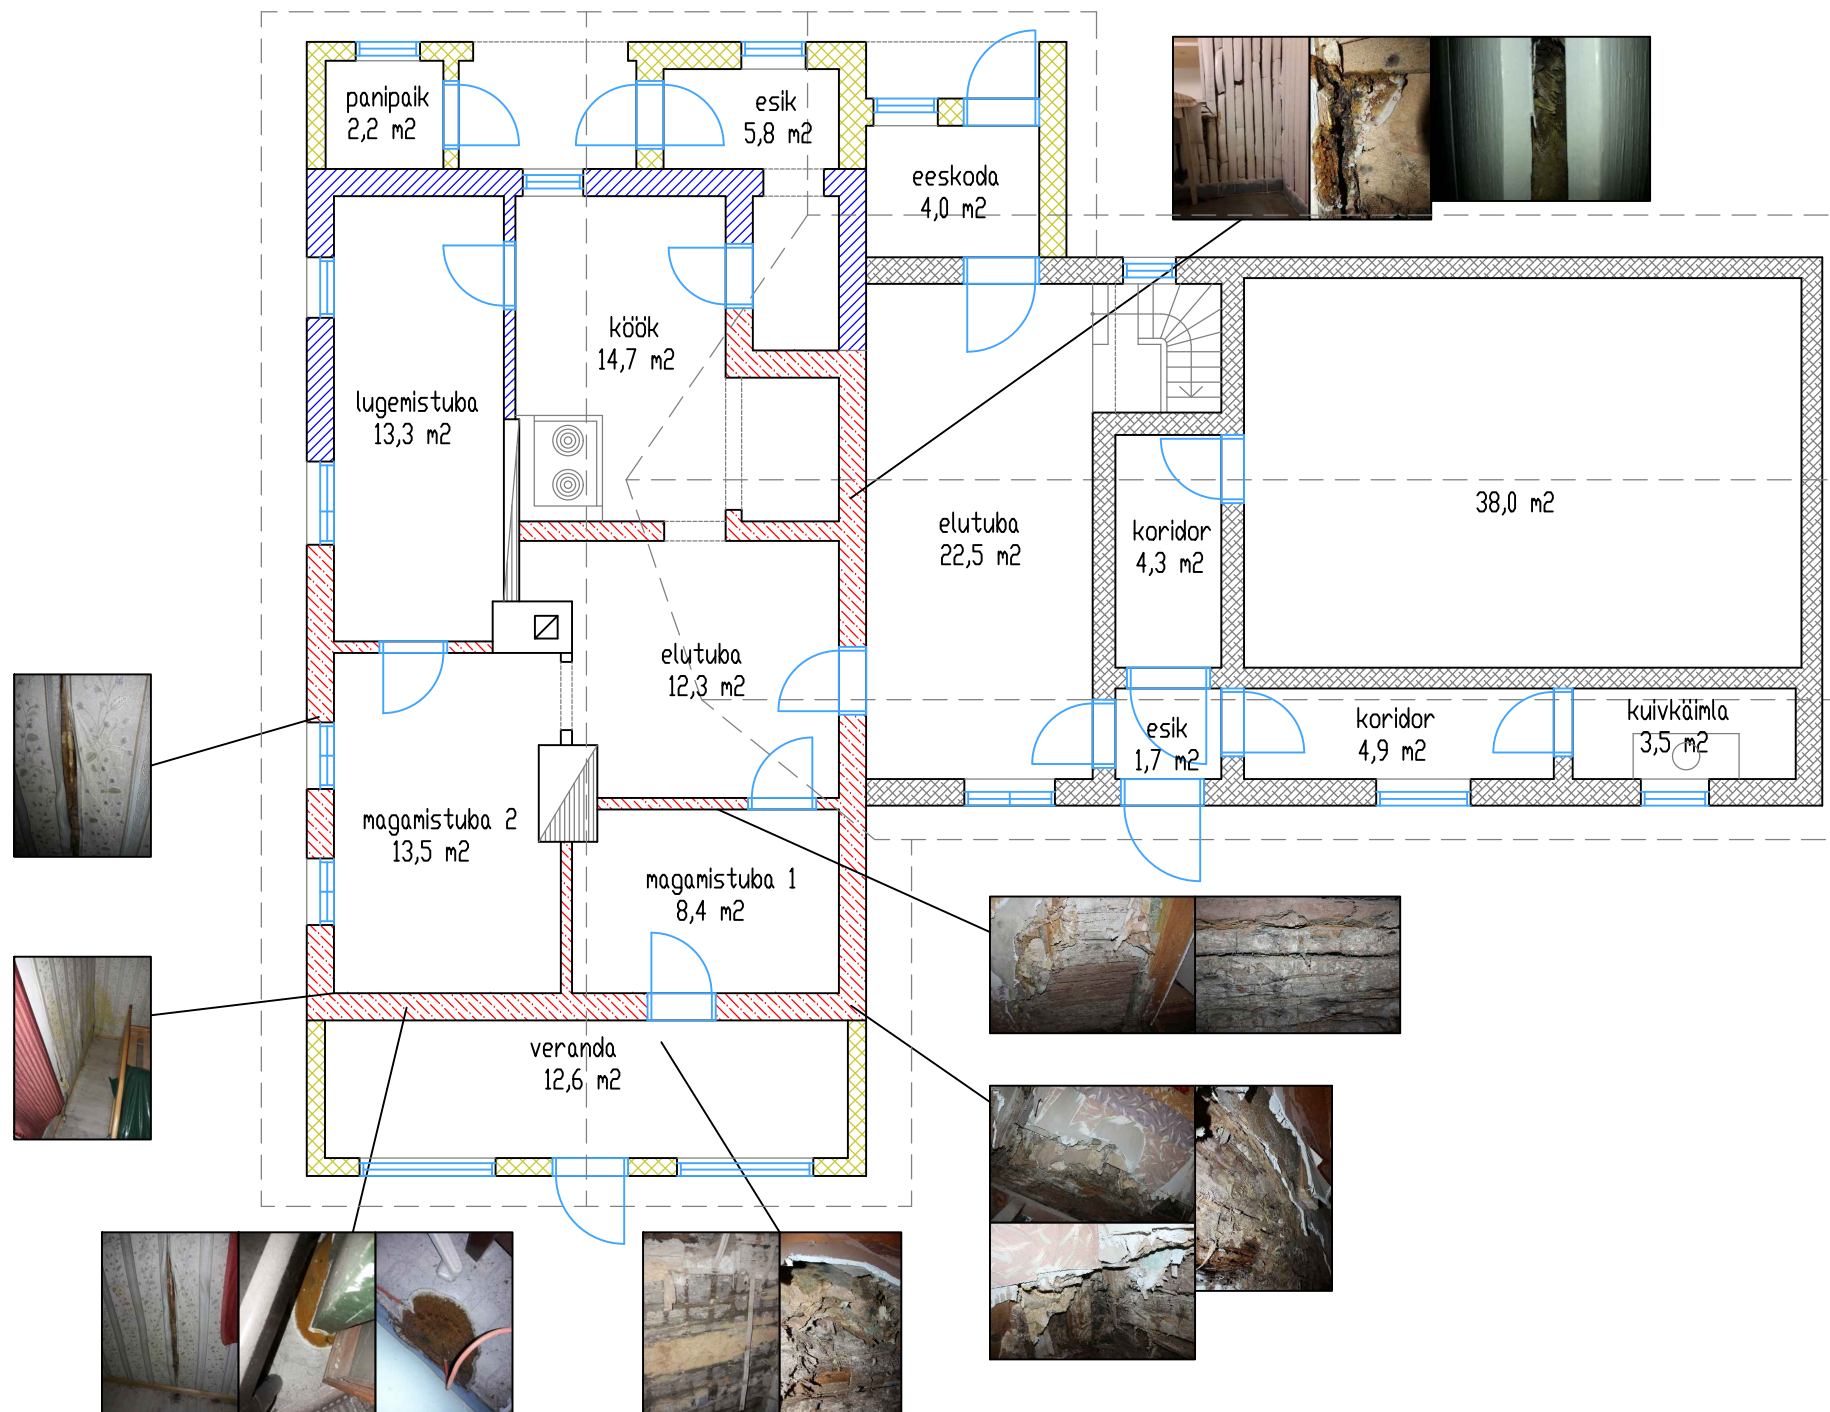 panipaik
2,2 m2
esik
5,8 m2
eeskoda
4,0 m2
köök
14,7 m2
lugemistuba
13,3 m2
elutuba
22,5 m2
koridor
4,3 m2
38,0 m2
elutuba
12,3 m2
esik
1,7 m2
koridor
4,9 m2
kuivkäimla
3,5 m2
magamistuba 2
13,5 m2
magamistuba 1
8,4 m2
veranda
12,6 m2